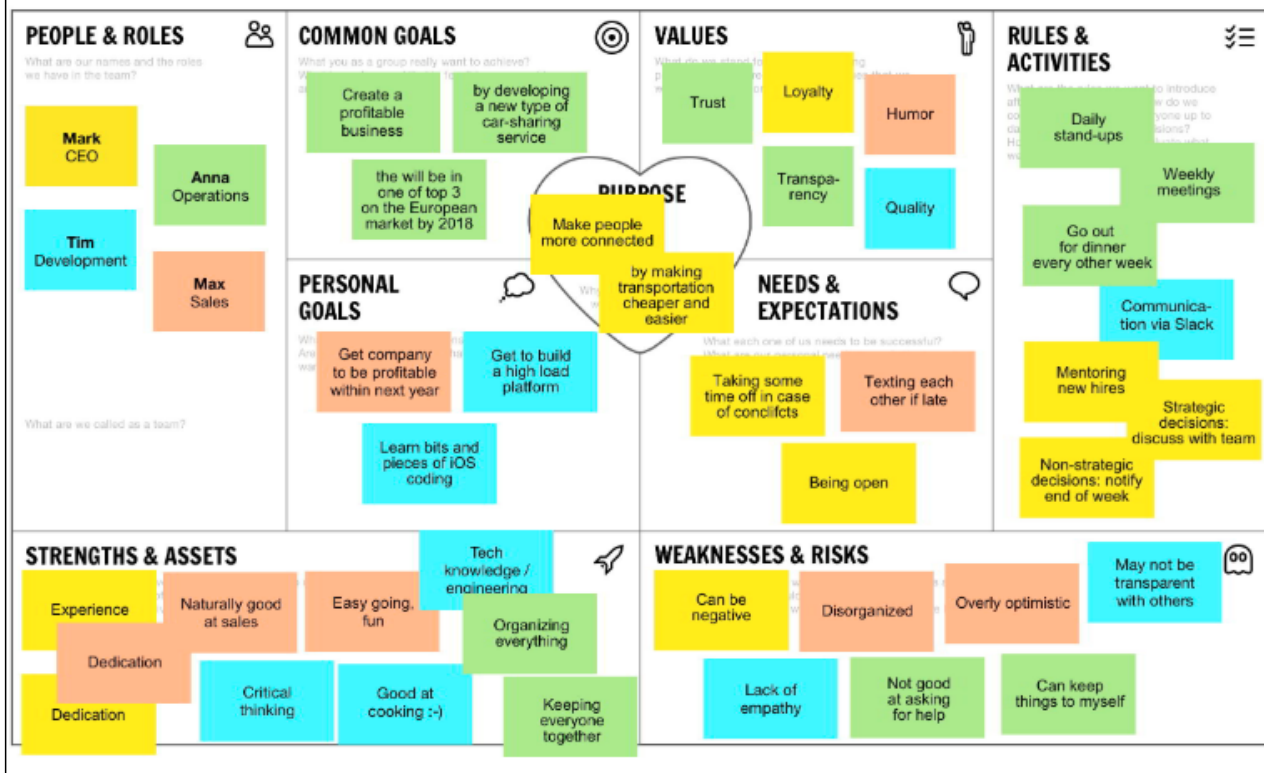 PEOPLE & ROLES
What are our names and the roles
we have in the team?
Mark
CEO
Anna
Operations
Tim
Development
Max
Sales
What are we called as a team?
COMMON GOALS
What you as a group really want to achieve?
Create a
profitable
business
by developing
a new type of
car-sharing
service
the will be in
one of top 3
on the European
market by 2018
PURPOSE
Make people
more connected
by making
transportation
cheaper and
easier
VALUES
What do we stand
Trust
Loyalty
Humor
Transpa-
rency
Quality
RULES &
ACTIVITIES
Daily
stand-ups
Weekly
meetings
Go out
for dinner
every other week
Communica-
tion via Slack
Mentoring
new hires
Strategic
decisions:
discuss with team
Non-strategic
decisions: notify
end of week
PERSONAL
GOALS
Get company
to be profitable
within next year
Get to build
a high load
platform
Learn bits and
pieces of iOS
coding
NEEDS &
EXPECTATIONS
What each one of us needs to be successful?
What are our personal
Taking some
time off in case
of conclifcts
Texting each
other if late
Being open
STRENGTHS & ASSETS
Experience
Naturally good
at sales
Easy going,
fun
Tech
knowledge /
engineering
Organizing
everything
Dedication
Dedication
Critical
thinking
Good at
cooking :-)
Keeping
everyone
together
WEAKNESSES & RISKS
Can be
negative
Disorganized
Overly optimistic
May not be
transparent
with others
Lack of
empathy
Not good
at asking
for help
Can keep
things to myself